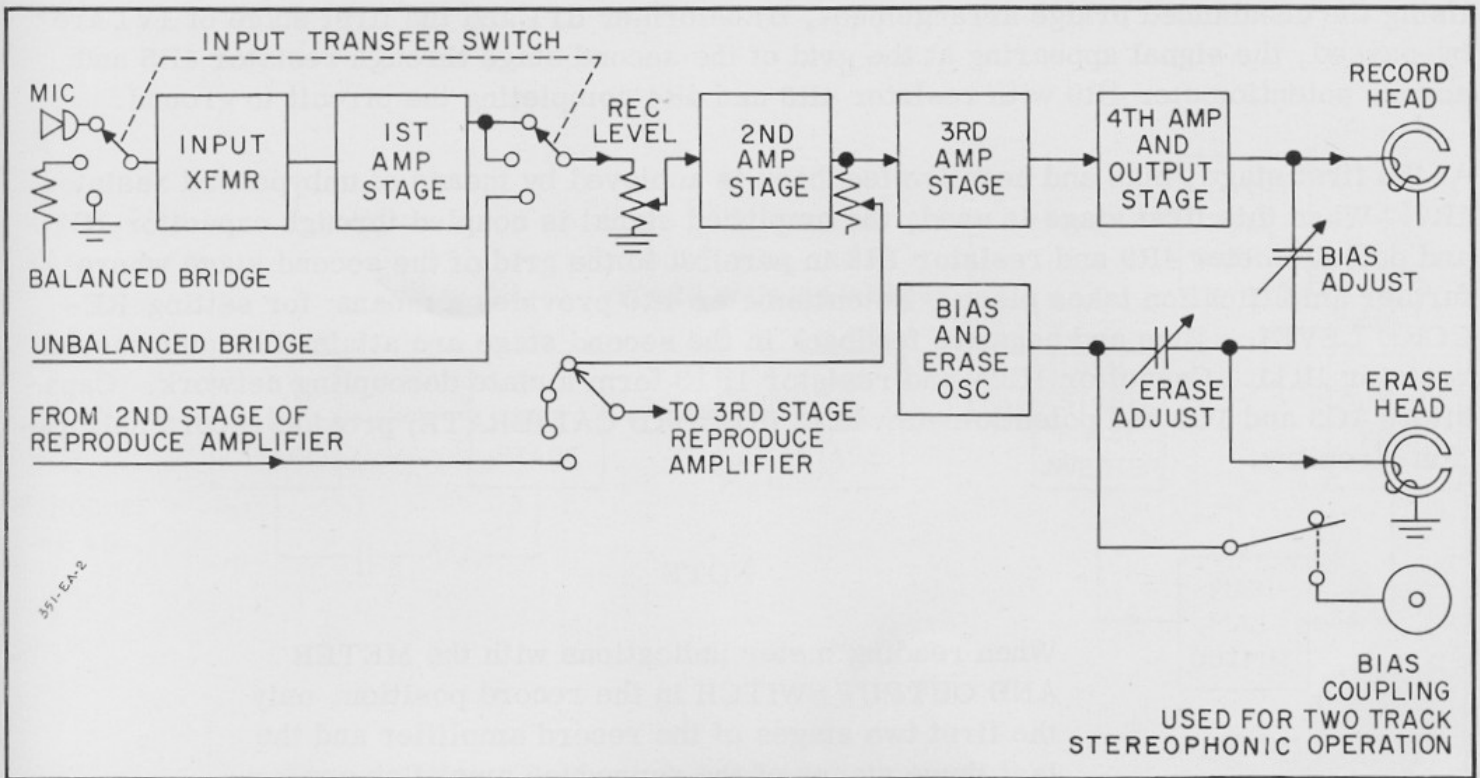 INPUT TRANSFER SWITCH
MIC
INPUT
XFMR
1ST
AMP
STAGE
REC
LEVEL
2ND
AMP
STAGE
3RD
AMP
STAGE
4TH AMP
AND
OUTPUT
STAGE
RECORD
HEAD
BALANCED BRIDGE
BIAS
ADJUST
UNBALANCED BRIDGE
BIAS
AND
ERASE
OSC
ERASE
ADJUST
ERASE
HEAD
FROM 2ND STAGE OF
REPRODUCE AMPLIFIER
TO 3RD STAGE
REPRODUCE
AMPLIFIER
351-EA-2
BIAS
COUPLING
USED FOR TWO TRACK
STEREOPHONIC OPERATION
When reading meter indications with the METER
AND OUTPUT SWITCH in the record position, only
the first two stages of the record amplifier and the